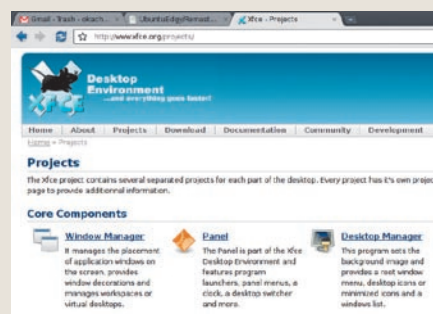 Gmail - Trash - okach...
UbuntuEdgyRemast...
Xfce - Projects
http://www.xfce.org/projects/
XFCE
Desktop
Environment
...and everything goes faster!
Home About Projects Download Documentation Community Development
Home » Projects
Projects
The Xfce project contains several separated projects for each part of the desktop. Every project has it's own projec
page to provide additionnal information.
Core Components
Window Manager
It manages the placement
of application windows on
the screen, provides
window decorations and
manages workspaces or
virtual desktops.
Panel
The Panel is part of the Xfce
Desktop Environment and
features program
launchers, panel menus, a
clock, a desktop switcher
and more.
Desktop Manager
This program sets the
background image and
provides a root window
menu, desktop icons or
minimized icons and a
windows list.